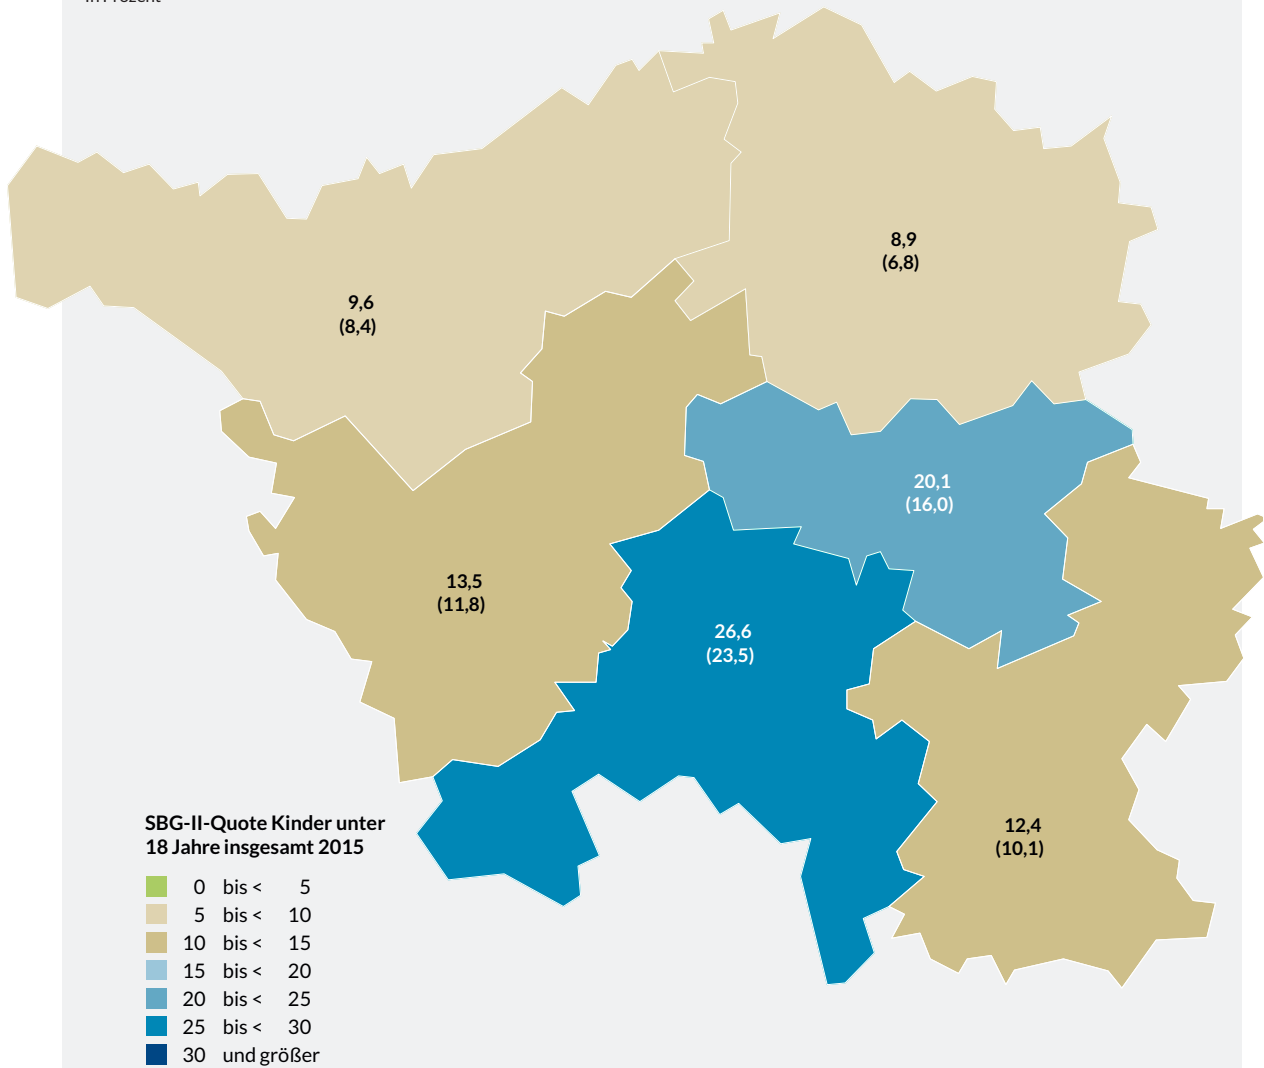 in Prozent
8,9
(6,8)
9,6
(8,4)
20,1
(16,0)
13,5
(11,8)
26,6
(23,5)
12,4
(10,1)
SBG-II-Quote Kinder unter
18 Jahre insgesamt 2015
0 bis < 5
5 bis < 10
10 bis < 15
15 bis < 20
20 bis < 25
25 bis < 30
30 und größer